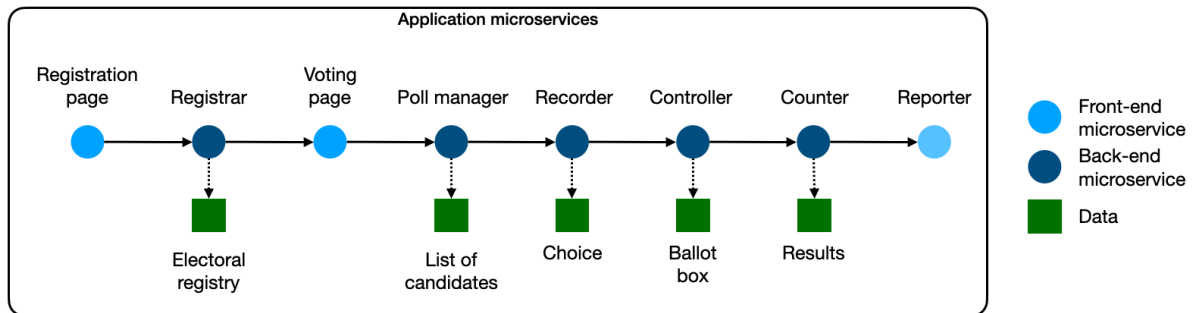 Application microservices
Registration
page
Registrar
Voting
page
Poll manager
Recorder
Controller
Counter
Reporter
Electoral
registry
List of
candidates
Choice
Ballot
box
Results
Front-end
microservice
Back-end
microservice
Data